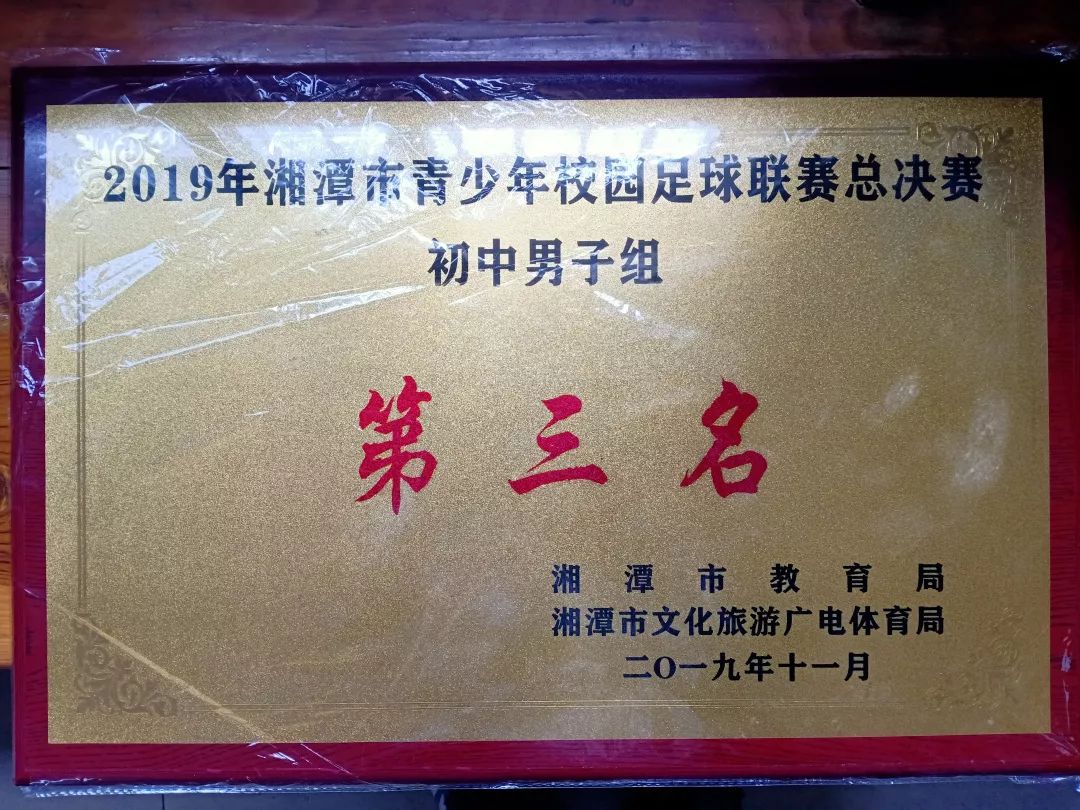 2019年湘潭市青少年校园足球联赛总决赛
初中男子组
第三名
湘潭市教育局
湘潭市文化旅游广电体育局
二〇一九年十一月